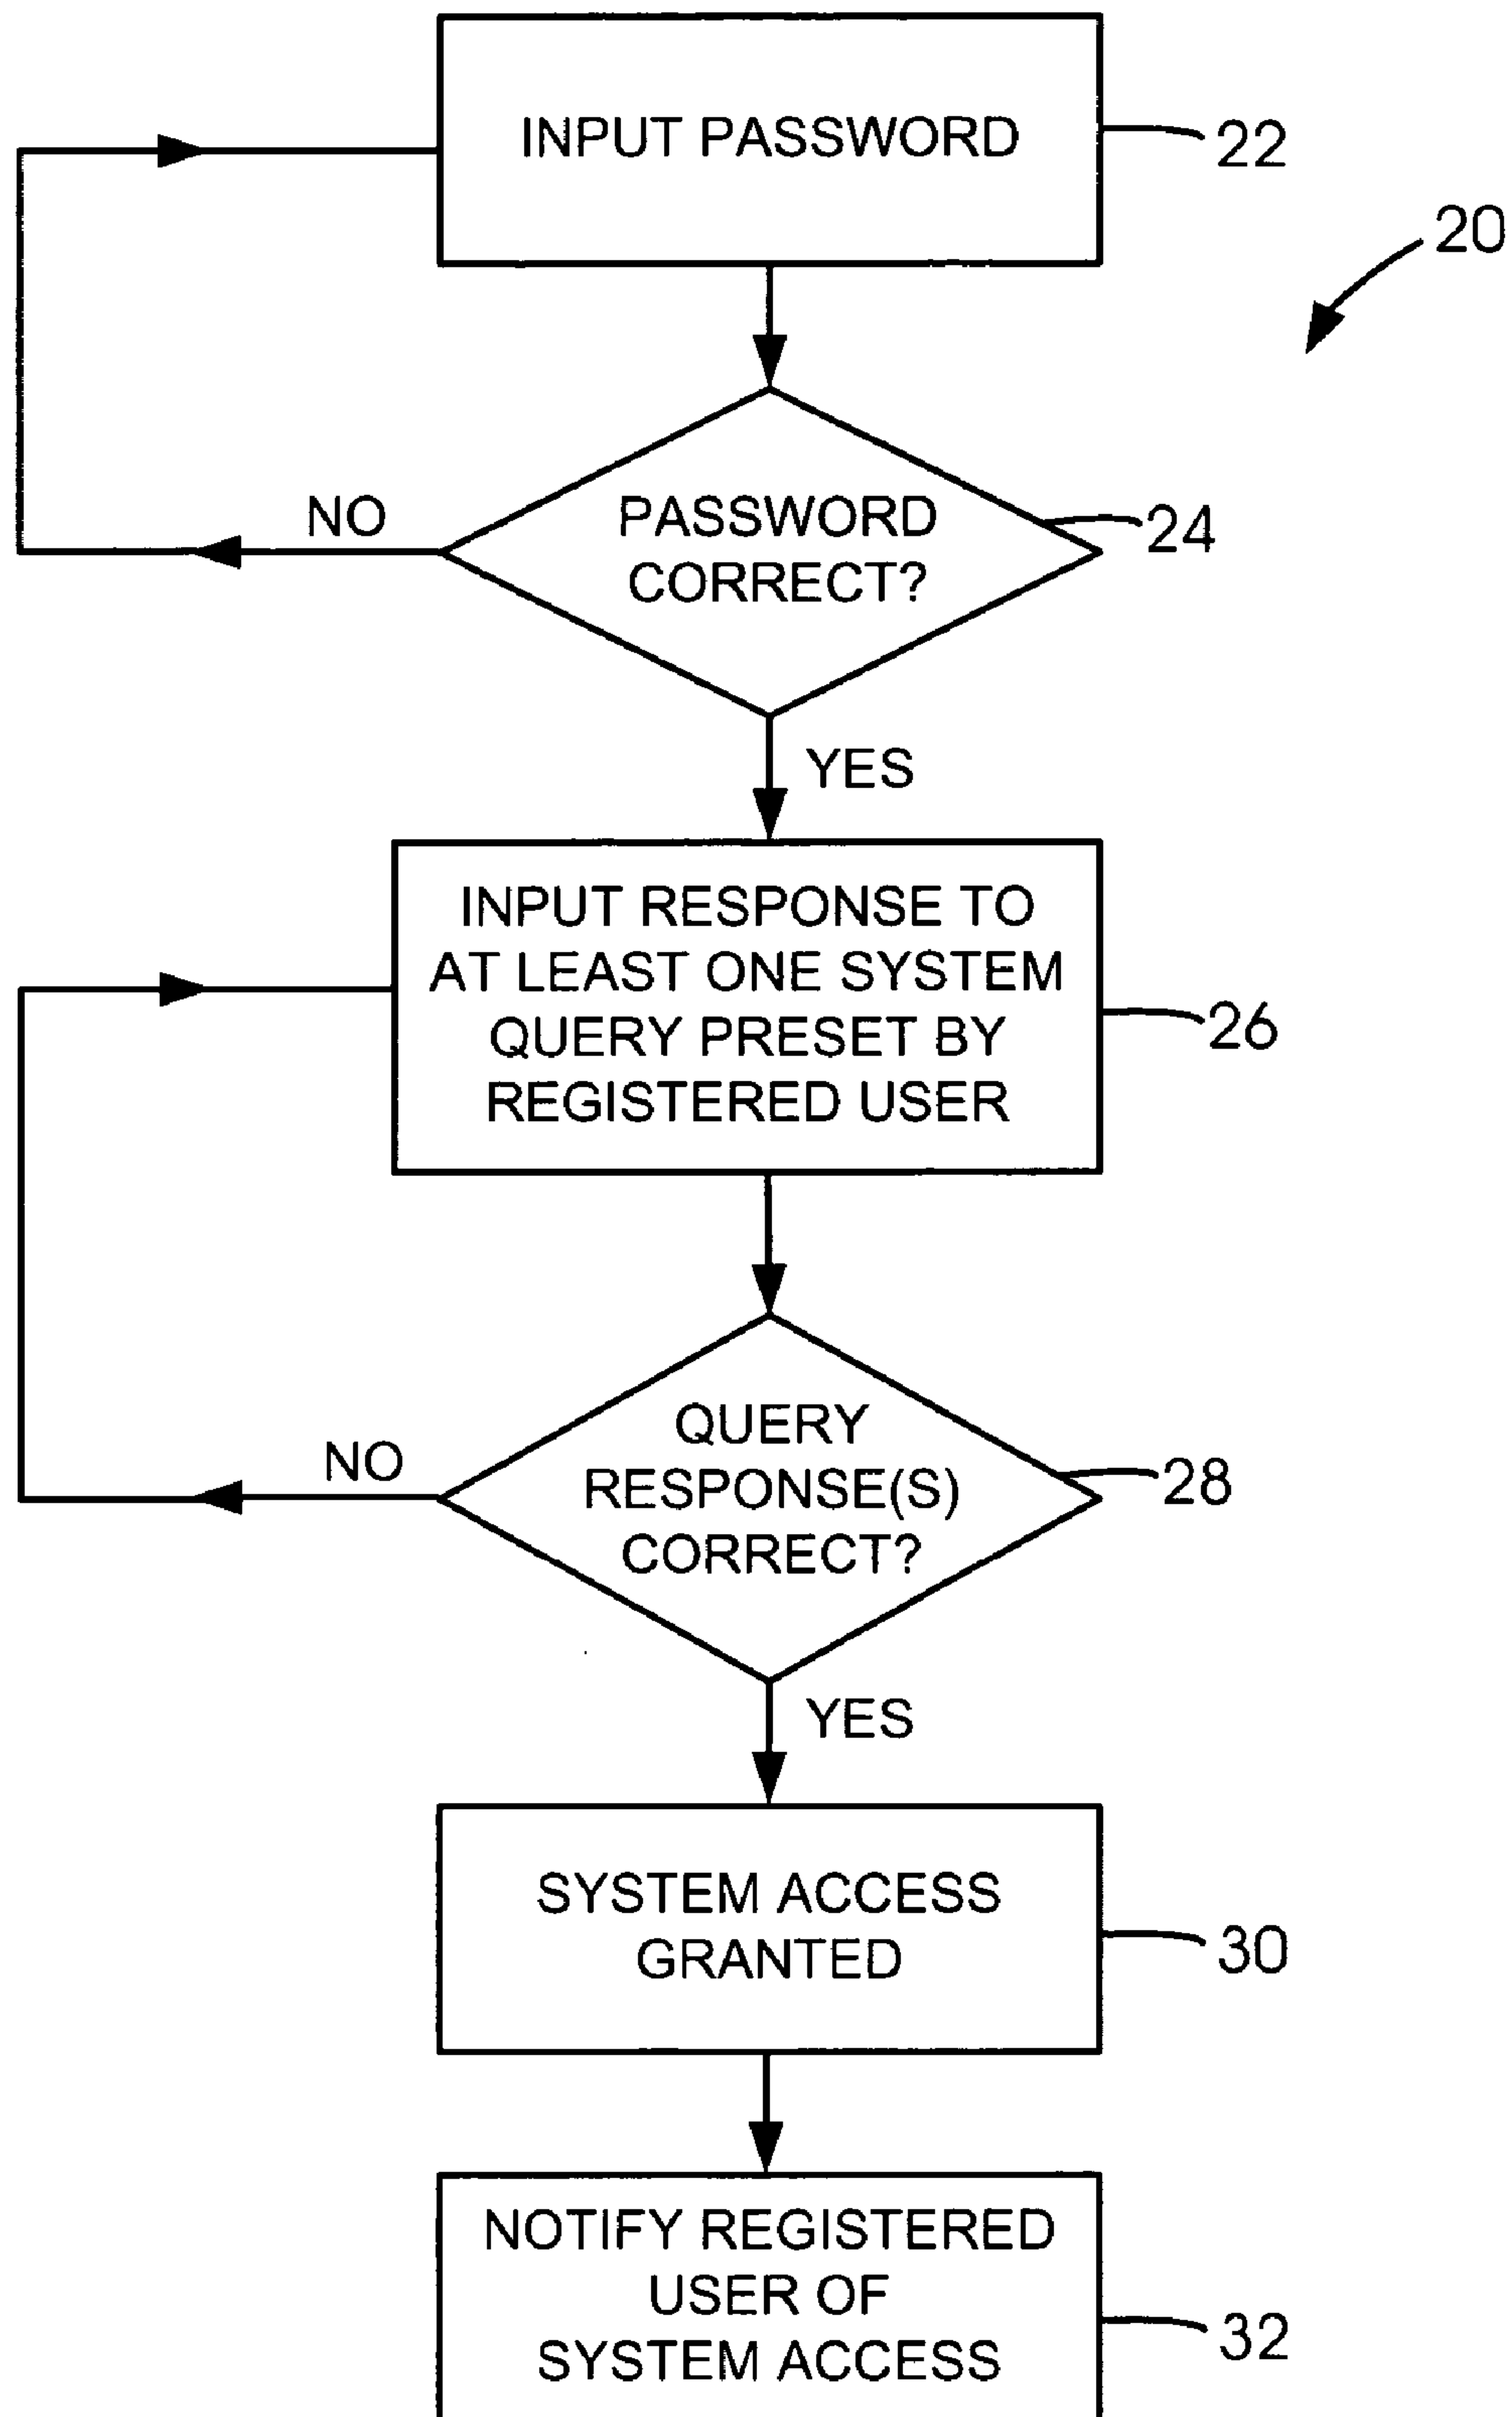 INPUT PASSWORD
22
20
PASSWORD
CORRECT?
24
NO
YES
INPUT RESPONSE TO
AT LEAST ONE SYSTEM
QUERY PRESET BY
REGISTERED USER
26
QUERY
RESPONSE(S)
CORRECT?
28
NO
YES
SYSTEM ACCESS
GRANTED
30
NOTIFY REGISTERED
USER OF
SYSTEM ACCESS
32